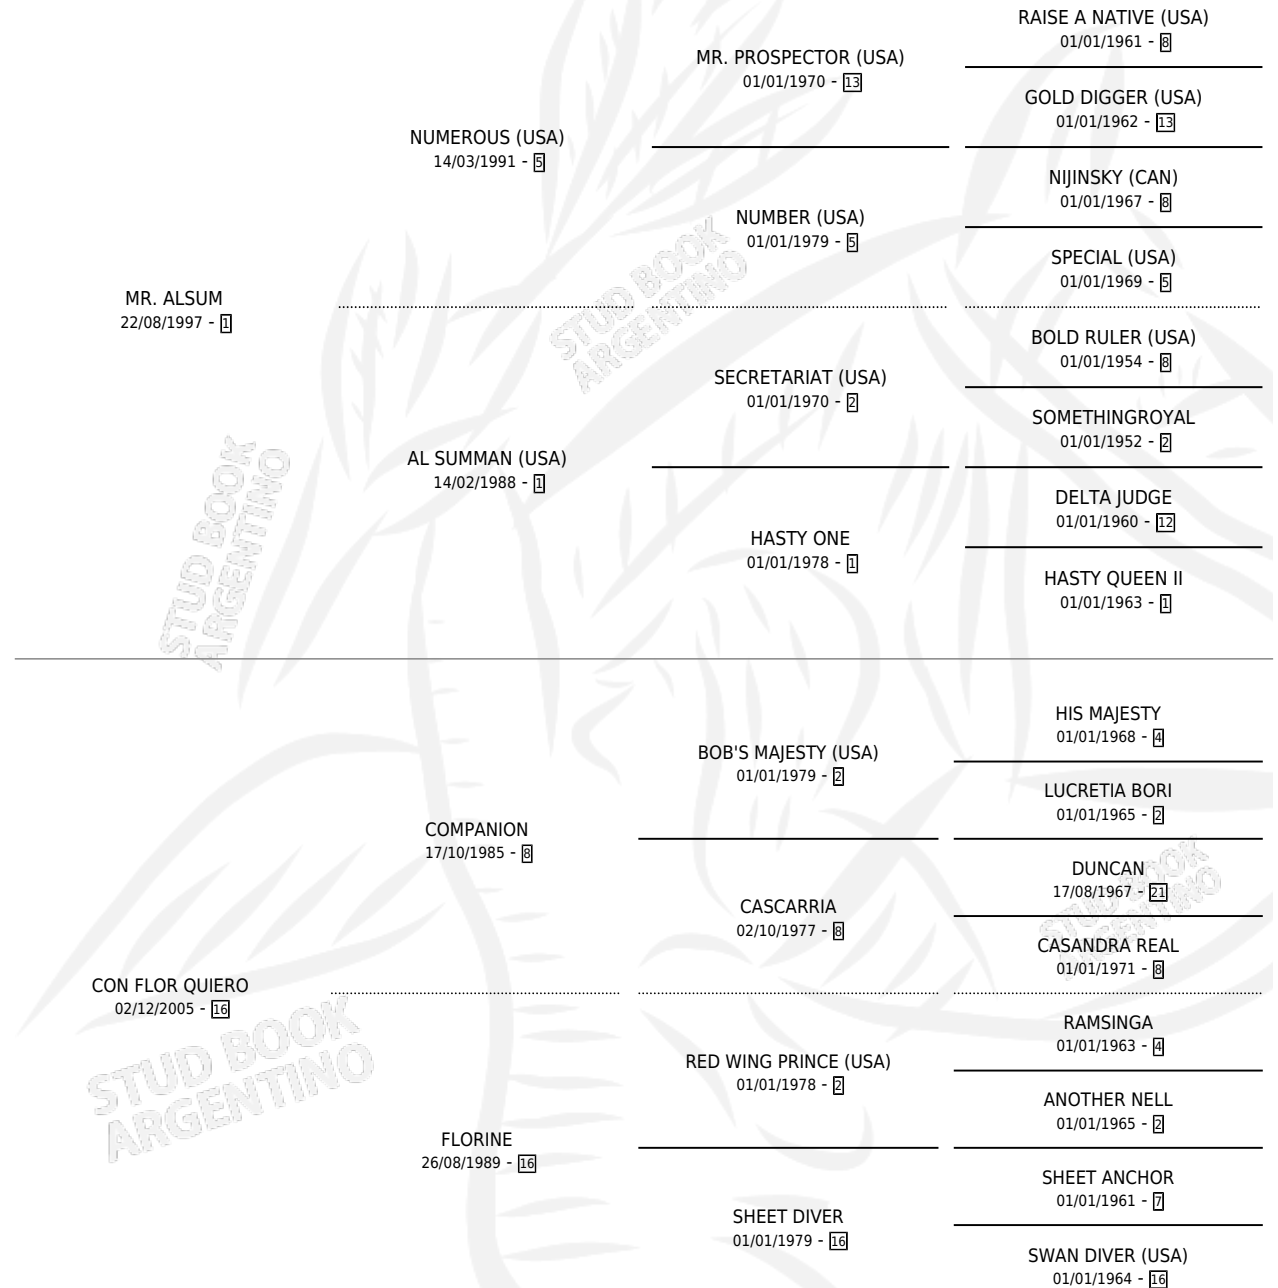 RAISE A NATIVE (USA)
01/01/1961 - 8
MR. PROSPECTOR (USA)
01/01/1970 - 13
GOLD DIGGER (USA)
01/01/1962 - 13
NUMEROUS (USA)
14/03/1991 - 5
NIJINSKY (CAN)
01/01/1967 - 8
NUMBER (USA)
01/01/1979 - 5
SPECIAL (USA)
01/01/1969 - 5
MR. ALSUM
22/08/1997 - 1
BOLD RULER (USA)
01/01/1954 - 8
SECRETARIAT (USA)
01/01/1970 - 2
SOMETHINGROYAL
01/01/1952 - 2
AL SUMMAN (USA)
14/02/1988 - 1
DELTA JUDGE
01/01/1960 - 12
HASTY ONE
01/01/1978 - 1
HASTY QUEEN II
01/01/1963 - 1
HIS MAJESTY
01/01/1968 - 4
BOB'S MAJESTY (USA)
01/01/1979 - 2
LUCRETIA BORI
01/01/1965 - 2
COMPANION
17/10/1985 - 8
DUNCAN
17/08/1967 - 21
CASCARRIA
02/10/1977 - 8
CASANDRA REAL
01/01/1971 - 8
CON FLOR QUIERO
02/12/2005 - 16
RAMSINGA
01/01/1963 - 4
RED WING PRINCE (USA)
01/01/1978 - 2
ANOTHER NELL
01/01/1965 - 2
FLORINE
26/08/1989 - 16
SHEET ANCHOR
01/01/1961 - 7
SHEET DIVER
01/01/1979 - 16
SWAN DIVER (USA)
01/01/1964 - 16
STUD BOOK
ARGENTINO
STUD BOOK
ARGENTINO
STUD BOOK
ARGENTINO
STUD BOOK
ARGENTINO